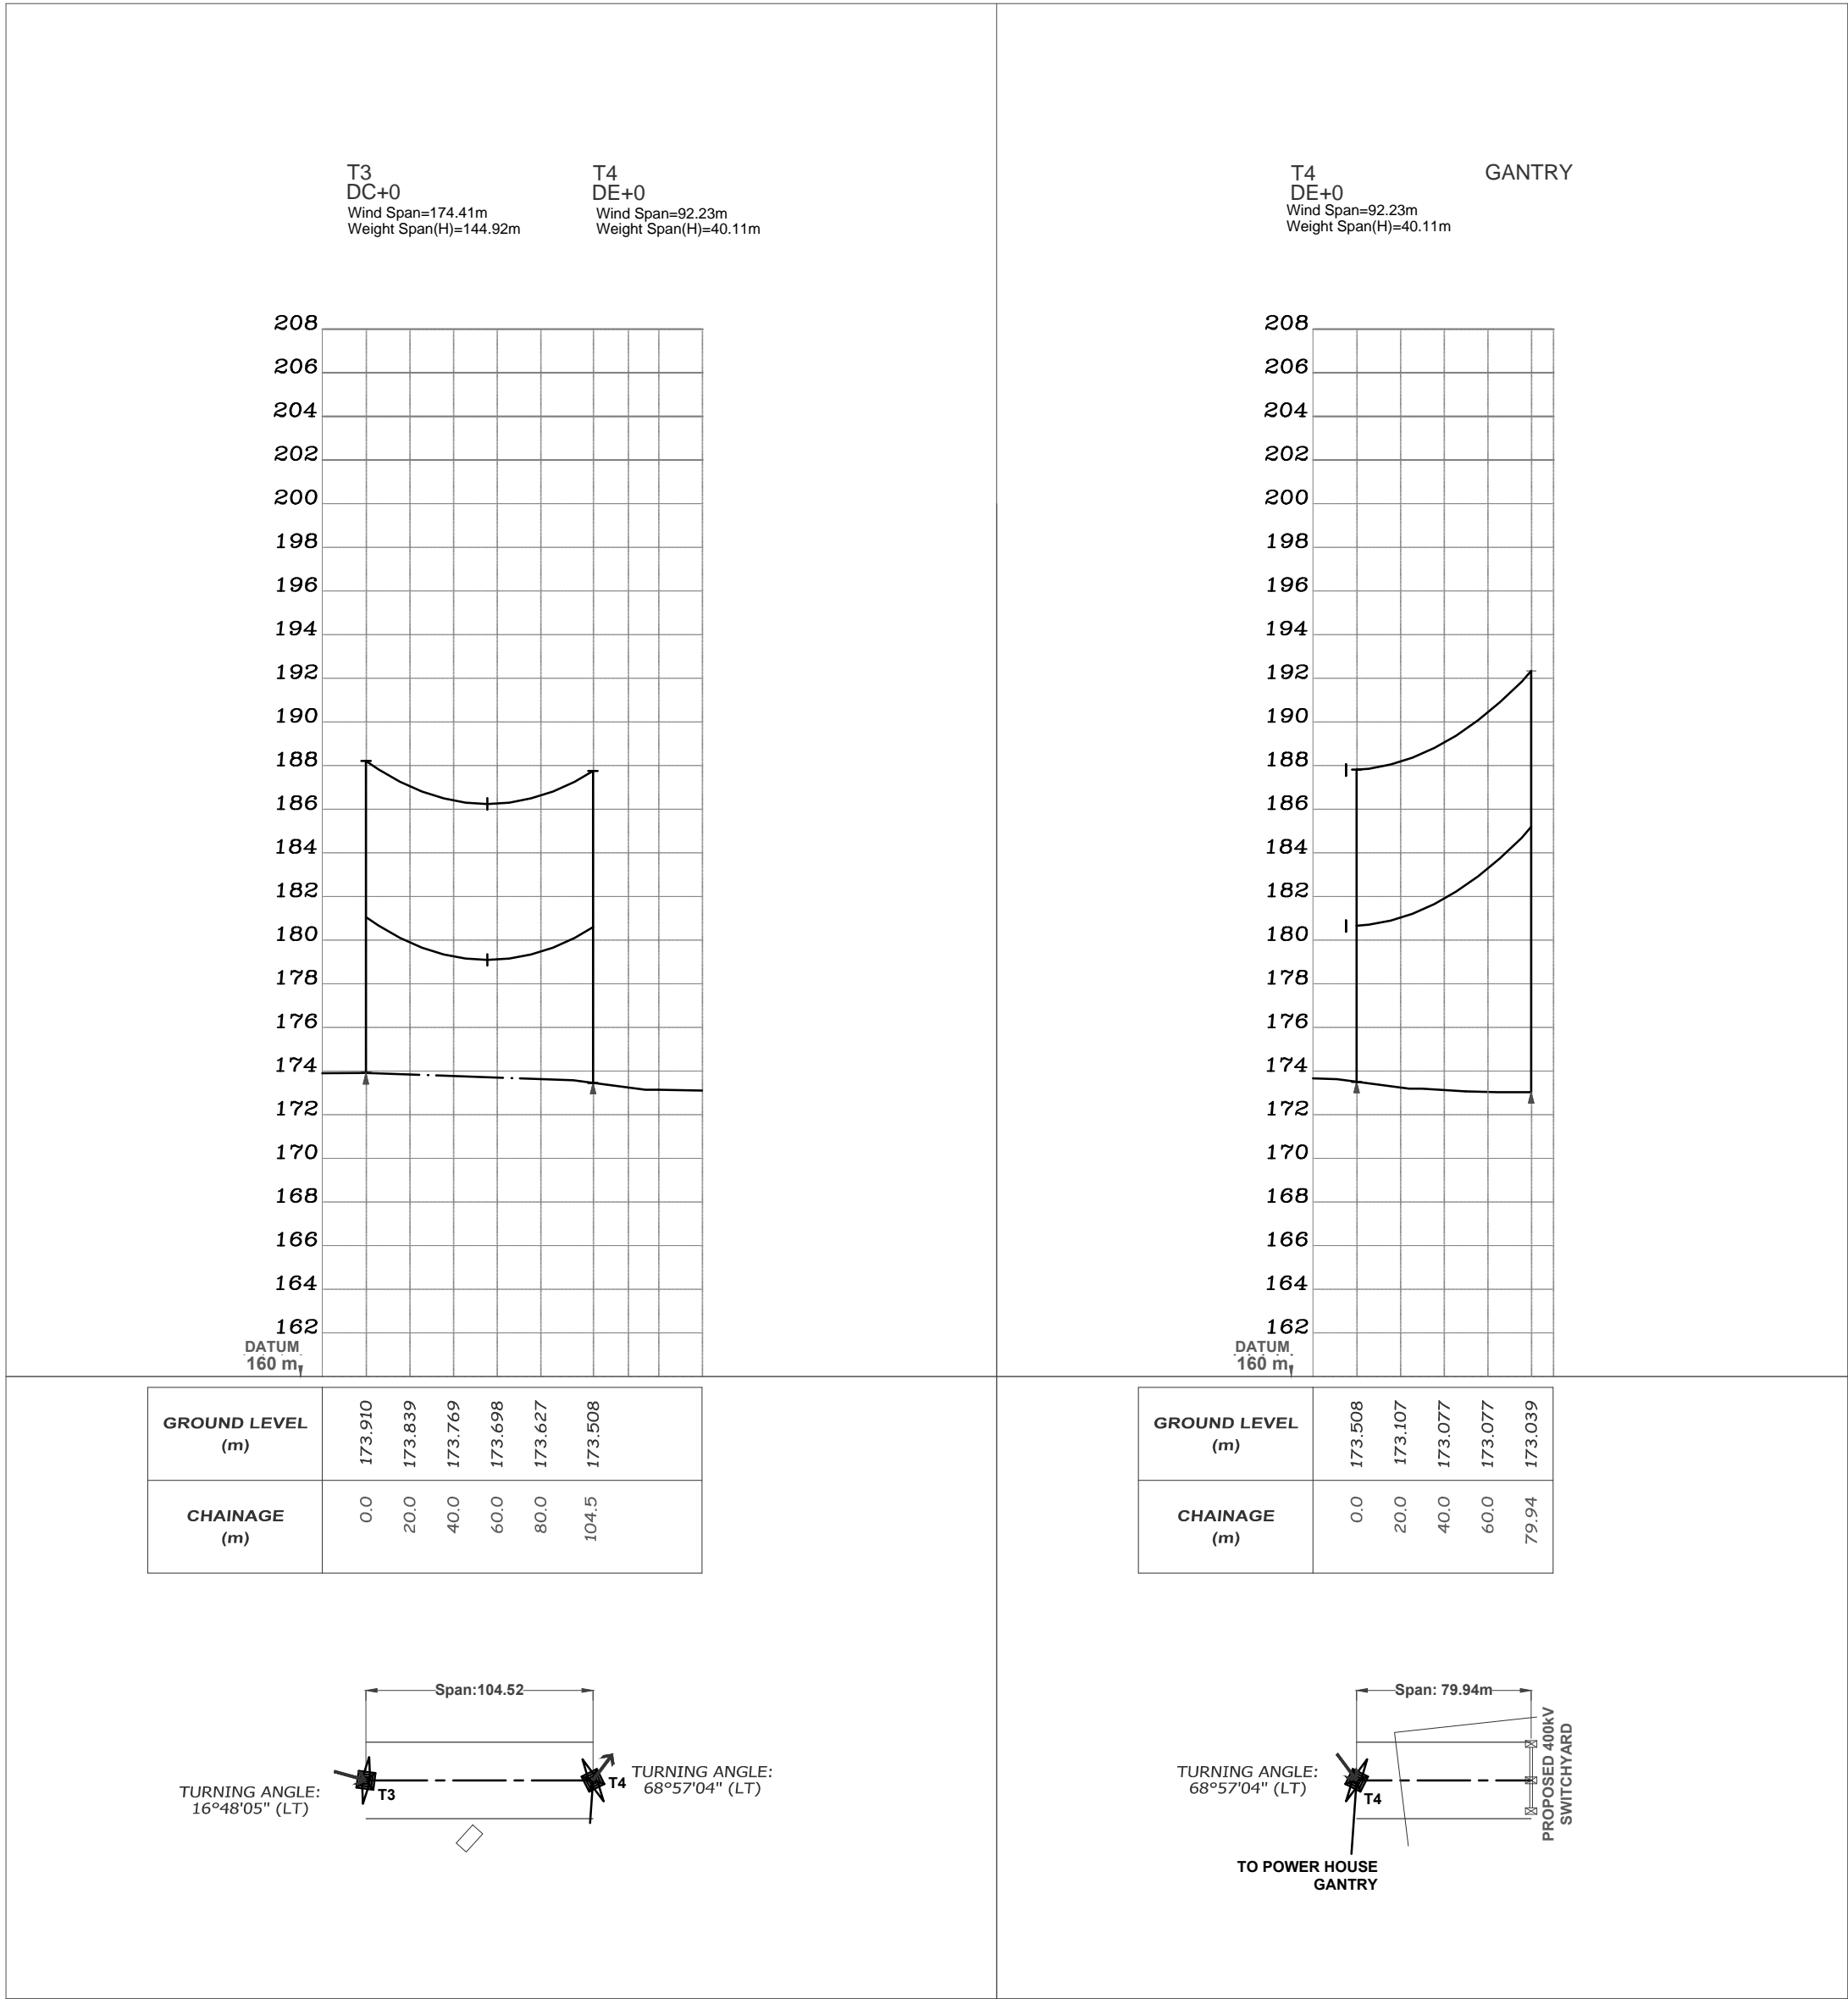 T3
DC+0
Wind Span=174.41m
Weight Span(H)=144.92m
T4
DE+0
Wind Span=92.23m
Weight Span(H)=40.11m
208
206
204
202
200
198
196
194
192
190
188
186
184
182
180
178
176
174
172
170
168
166
164
162
DATUM
160 m
GROUND LEVEL
(m)
173.910
173.839
173.769
173.698
173.627
173.508
CHAINAGE
(m)
0.0
20.0
40.0
60.0
80.0
104.5
Span:104.52
TURNING ANGLE:
16°48'05" (LT)
T3
T4
TURNING ANGLE:
68°57'04" (LT)
T4
DE+0
Wind Span=92.23m
Weight Span(H)=40.11m
GANTRY
208
206
204
202
200
198
196
194
192
190
188
186
184
182
180
178
176
174
172
170
168
166
164
162
DATUM
160 m
GROUND LEVEL
(m)
173.508
173.107
173.077
173.077
173.039
CHAINAGE
(m)
0.0
20.0
40.0
60.0
79.94
Span: 79.94m
TURNING ANGLE:
68°57'04" (LT)
T4
PROPOSED 400kV
SWITCHYARD
TO POWER HOUSE
GANTRY